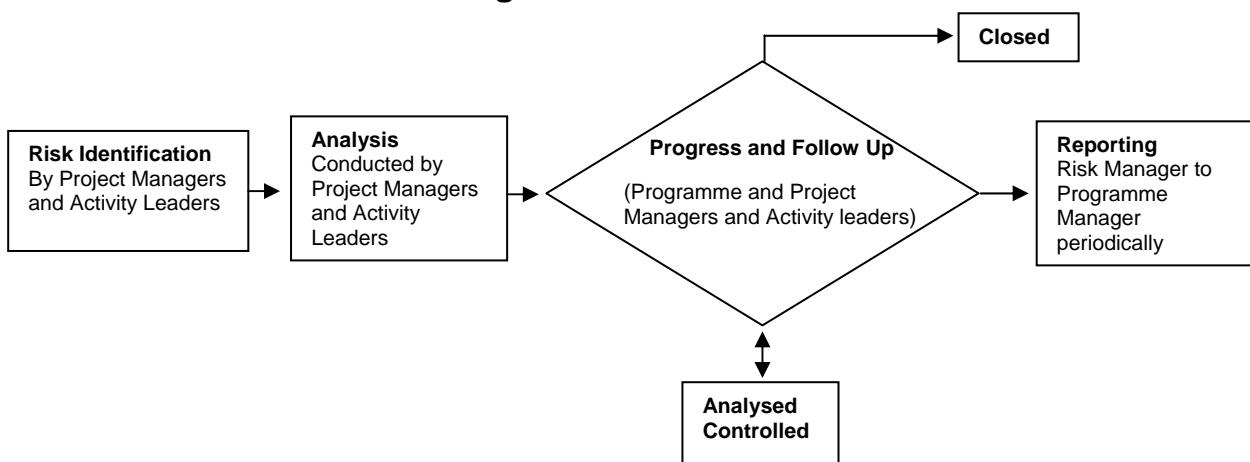 Closed
Risk Identification
By Project Managers
and Activity Leaders
Analysis
Conducted by
Project Managers
and Activity
Leaders
Progress and Follow Up
(Programme and Project
Managers and Activity leaders)
Reporting
Risk Manager to
Programme
Manager
periodically
Analysed
Controlled